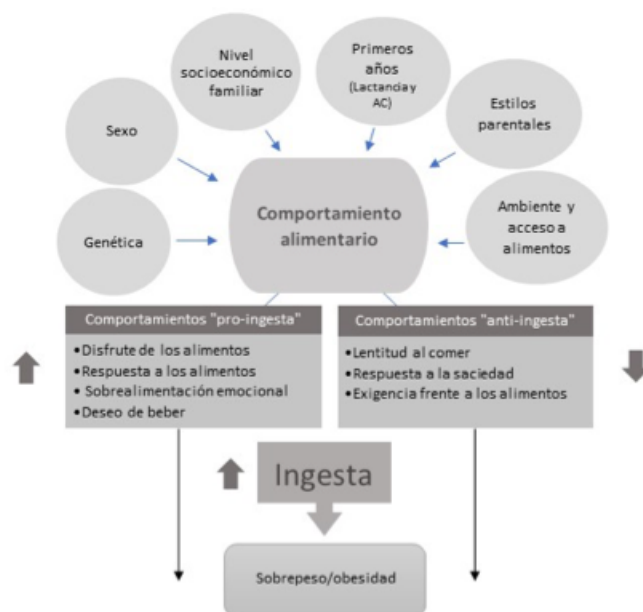 Nivel
socioeconómico
familiar
Primeros
años
(Lactancia y
AC)
Sexo
Estilos
parentales
Genética
Comportamiento
alimentario
Ambiente y
acceso a
alimentos
Comportamientos "pro-ingesta"
•Disfrute de los alimentos
•Respuesta a los alimentos
• Sobrealimentación emocional
•Deseo de beber
Comportamientos "anti-ingesta"
•Lentitud al comer
•Respuesta a la saciedad
•Exigencia frente a los alimentos
Ingesta
Sobrepeso/obesidad